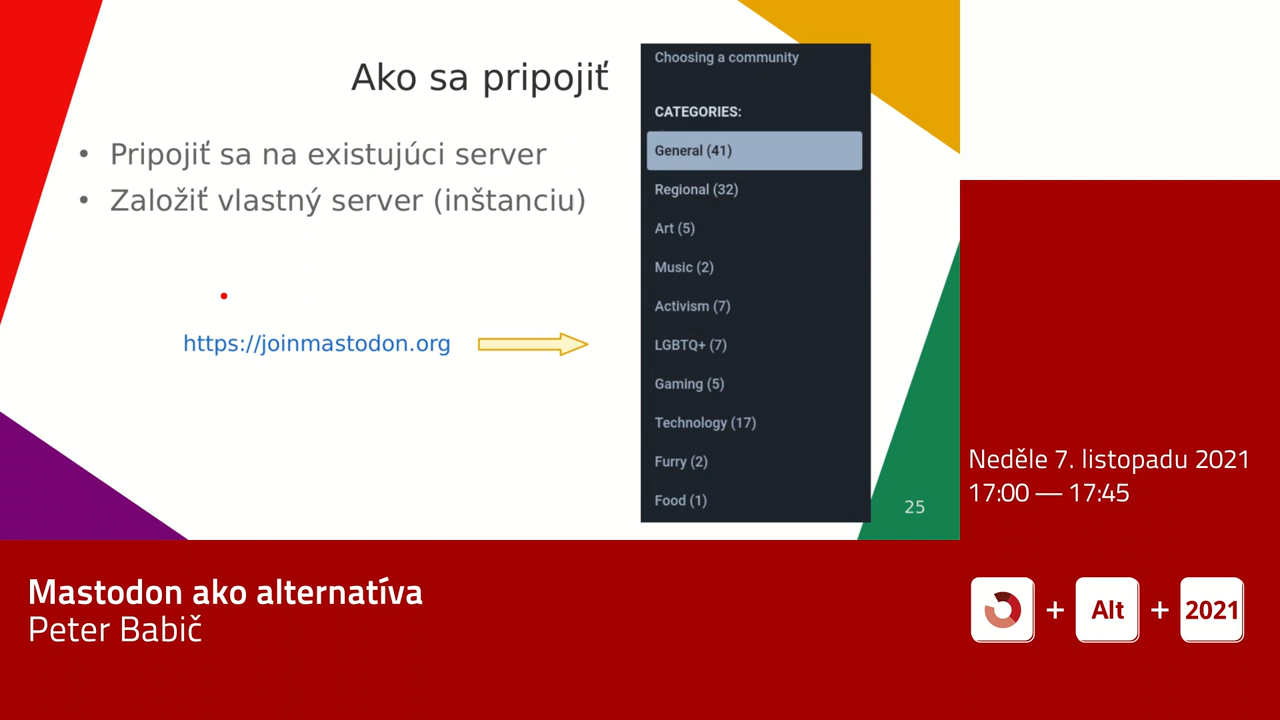 Ako sa pripojiť
• Pripojiť sa na existujúci server
• Založiť vlastný server (inštanciu)
https://joinmastodon.org
Choosing a community
CATEGORIES:
General (41)
Regional (32)
Art (5)
Music (2)
Activism (7)
LGBTQ+ (7)
Gaming (5)
Technology (17)
Furry (2)
Food (1)
25
Neděle 7. listopadu 2021
17:00 — 17:45
Mastodon ako alternatíva
Peter Babič
+ Alt + 2021